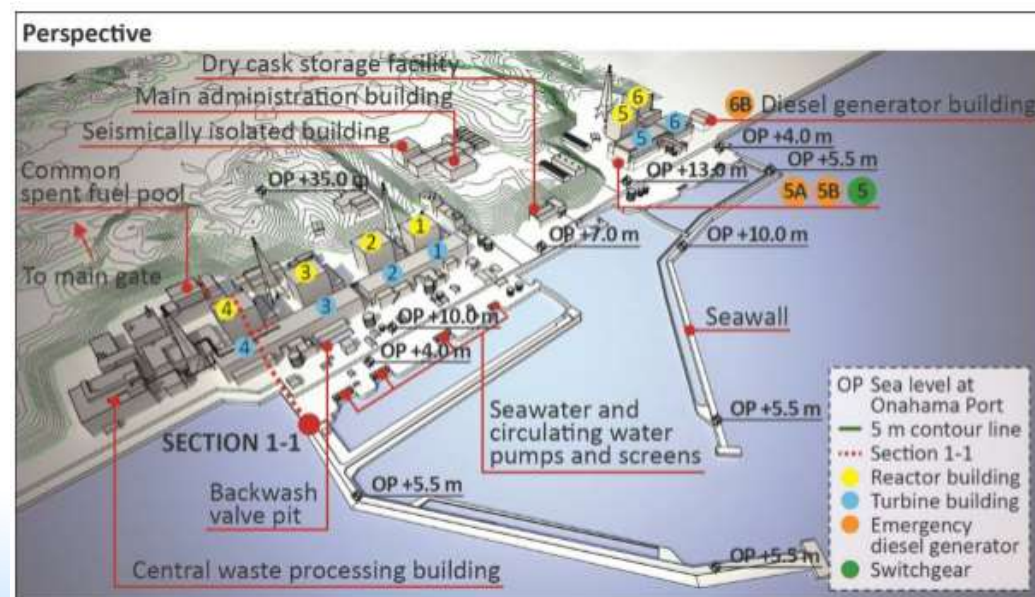 Perspective
Dry cask storage facility
Main administration building
Seismically isolated building
Common
spent fuel pool
To main gate
OP +35.0 m
6
5
6
5
6B Diesel generator building
OP +4.0 m
OP +5.5 m
OP +13.0 m
5A 5B 5
OP +7.0 m
OP +10.0 m
1
2
1
3
2
4
3
4
OP +10.0 m
OP +4.0 m
Seawall
SECTION 1-1
Seawater and
circulating water
pumps and screens
Backwash
valve pit
OP +5.5 m
OP +5.5 m
OP +5.5 m
Central waste processing building
OP Sea level at
Onahama Port
5 m contour line
Section 1-1
Reactor building
Turbine building
Emergency
diesel generator
Switchgear